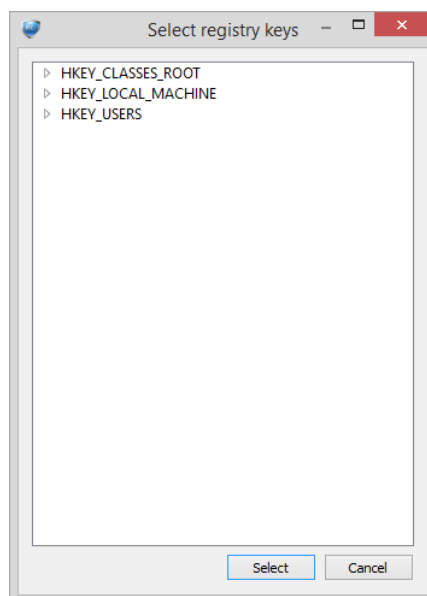 Select registry keys
HKEY_CLASSES_ROOT
HKEY_LOCAL_MACHINE
HKEY_USERS
Select Cancel